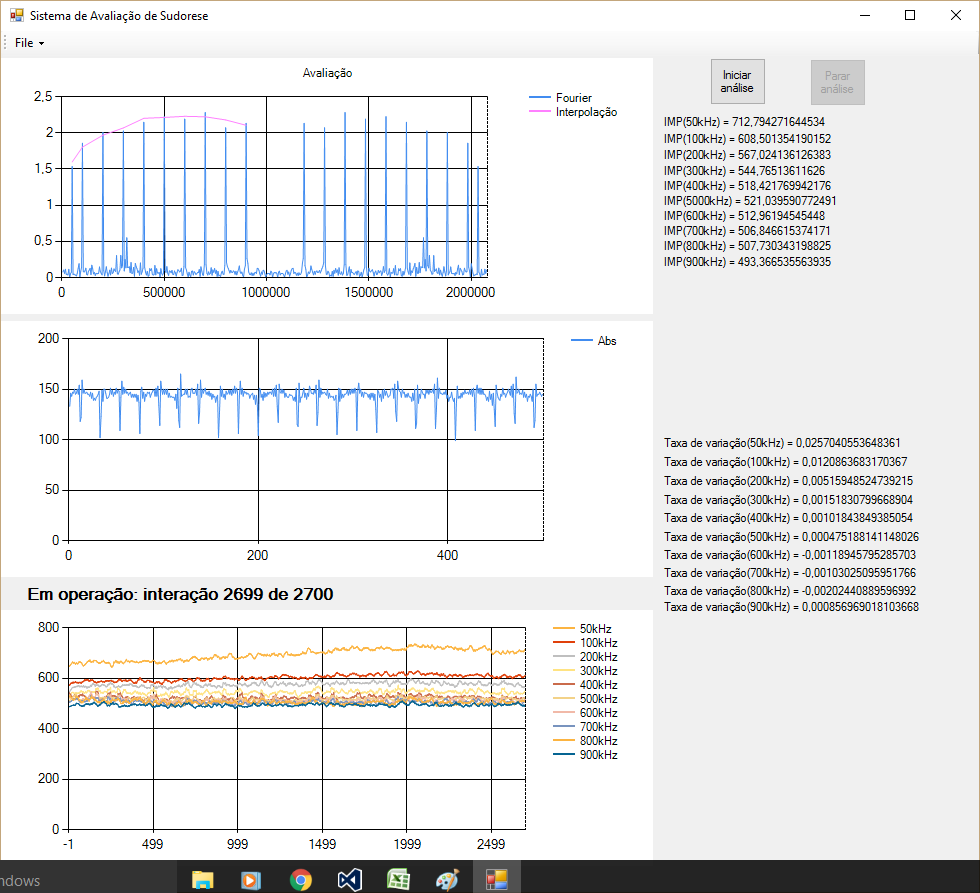 Sistema de Avaliação de Sudorese
File
Avaliação
2,5
2
1,5
1
0,5
0
0 500000 1000000 1500000 2000000
Fourier
Interpolação
Iniciar
análise
Parar
análise
IMP(50kHz) = 712,794271644534
IMP(100kHz) = 608,501354190152
IMP(200kHz) = 567,024136126383
IMP(300kHz) = 544,76513611626
IMP(400kHz) = 518,421769942176
IMP(5000kHz) = 521,039590772491
IMP(600kHz) = 512,96194545448
IMP(700kHz) = 506,846615374171
IMP(800kHz) = 507,730343198825
IMP(900kHz) = 493,366535563935
200
150
100
50
0
0 200 400
Abs
Taxa de variação(50kHz) = 0,0257040553648361
Taxa de variação(100kHz) = 0,0120863683170367
Taxa de variação(200kHz) = 0,00515948524739215
Taxa de variação(300kHz) = 0,00151830799668904
Taxa de variação(400kHz) = 0,00101843849385054
Taxa de variação(500kHz) = 0,000475188141148026
Taxa de variação(600kHz) = -0,00118945795285703
Taxa de variação(700kHz) = -0,00103025095951766
Taxa de variação(800kHz) = -0,00202440889596992
Taxa de variação(900kHz) = 0,000856969018103668
Em operação: interação 2699 de 2700
800
600
400
200
0
-1 499 999 1499 1999 2499
50kHz
100kHz
200kHz
300kHz
400kHz
500kHz
600kHz
700kHz
800kHz
900kHz
ndows